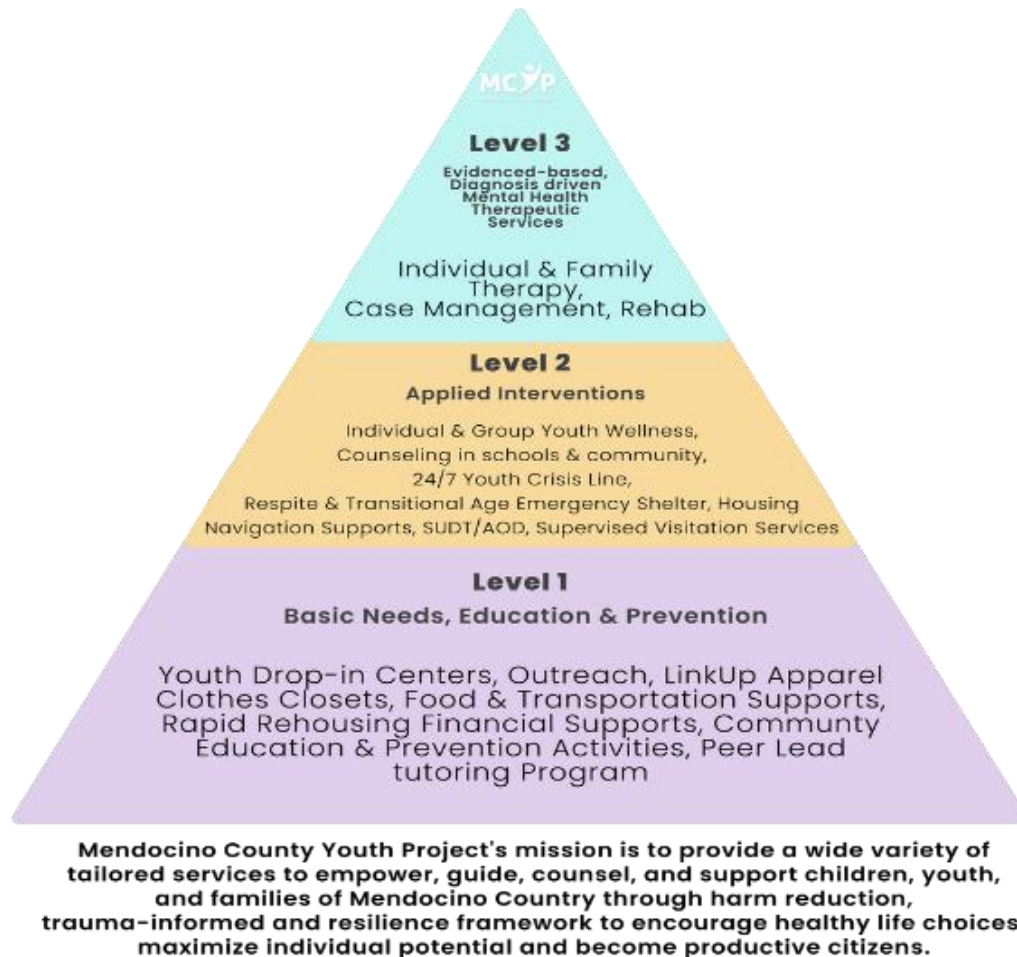 MCYP
Level 3
Evidenced-based,
Diagnosis driven
Mental Health
Therapeutic
Services
Individual & Family
Therapy,
Case Management, Rehab
Level 2
Applied Interventions
Individual & Group Youth Wellness,
Counseling in schools & community,
24/7 Youth Crisis Line,
Respite & Transitional Age Emergency Shelter, Housing
Navigation Supports, SUDT/AOD, Supervised Visitation Services
Level 1
Basic Needs, Education & Prevention
Youth Drop-in Centers, Outreach, LinkUp Apparel
Clothes Closets, Food & Transportation Supports,
Rapid Rehousing Financial Supports, Communty
Education & Prevention Activities, Peer Lead
tutoring Program
Mendocino County Youth Project's mission is to provide a wide variety of
tailored services to empower, guide, counsel, and support children, youth,
and families of Mendocino Country through harm reduction,
trauma-informed and resilience framework to encourage healthy life choices
maximize individual potential and become productive citizens.